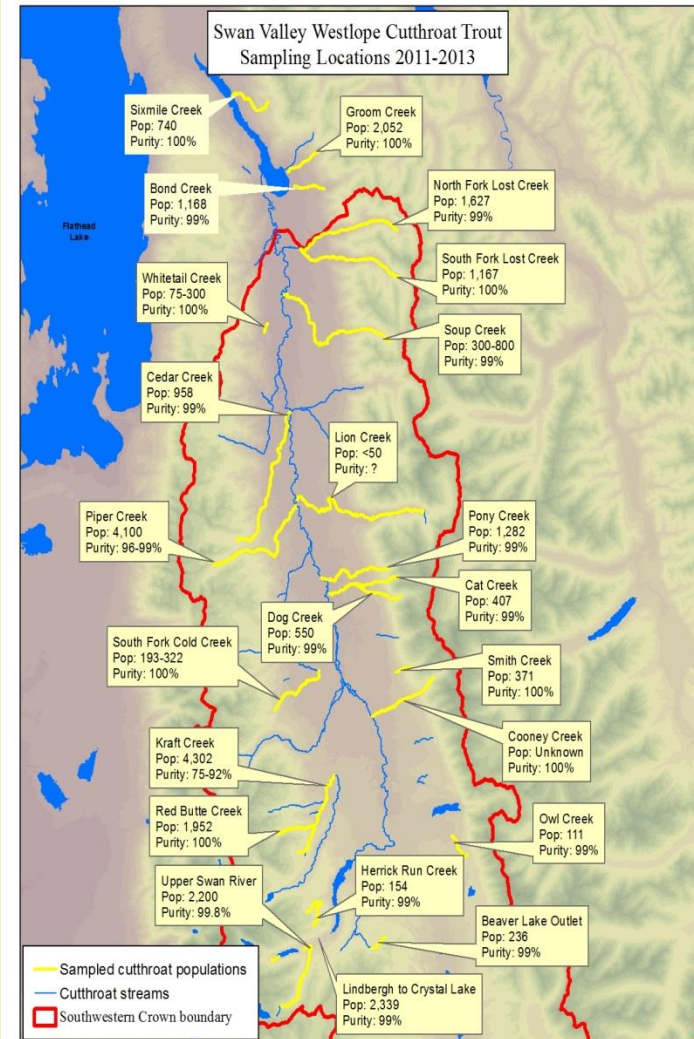 Swan Valley Westlope Cutthroat Trout
Sampling Locations 2011-2013
Sixmile Creek
Pop: 740
Purity: 100%
Groom Creek
Pop: 2,052
Purity: 100%
Bond Creek
Pop: 1,168
Purity: 99%
North Fork Lost Creek
Pop: 1,627
Purity: 99%
Flathead
Lake
South Fork Lost Creek
Pop: 1,167
Purity: 100%
Whitetail Creek
Pop: 75-300
Purity: 100%
Soup Creek
Pop: 300-800
Purity: 99%
Cedar Creek
Pop: 958
Purity: 99%
Lion Creek
Pop: <50
Purity: ?
Piper Creek
Pop: 4,100
Purity: 96-99%
Pony Creek
Pop: 1,282
Purity: 99%
Cat Creek
Pop: 407
Purity: 99%
Dog Creek
Pop: 550
Purity: 99%
South Fork Cold Creek
Pop: 193-322
Purity: 100%
Smith Creek
Pop: 371
Purity: 100%
Cooney Creek
Pop: Unknown
Purity: 100%
Kraft Creek
Pop: 4,302
Purity: 75-92%
Red Butte Creek
Pop: 1,952
Purity: 100%
Owl Creek
Pop: 111
Purity: 99%
Herrick Run Creek
Pop: 154
Purity: 99%
Upper Swan River
Pop: 2,200
Purity: 99.8%
Beaver Lake Outlet
Pop: 236
Purity: 99%
Lindbergh to Crystal Lake
Pop: 2,339
Purity: 99%
Sampled cutthroat populations
Cutthroat streams
Southwestern Crown boundary